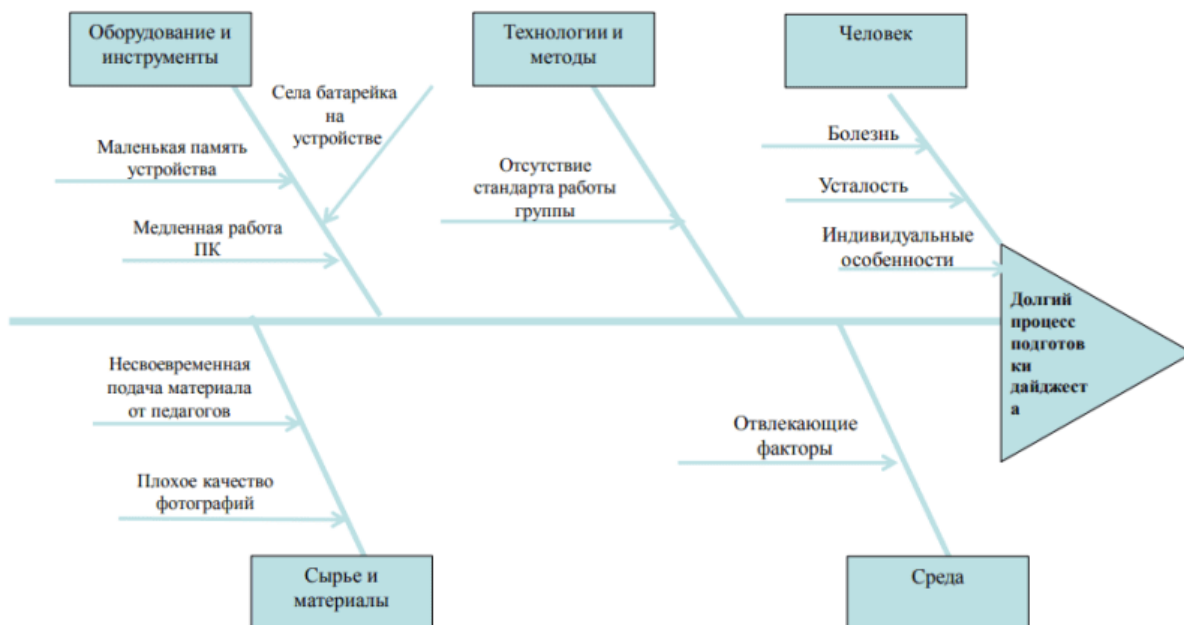 Оборудование и
инструменты
Технологии и
методы
Человек
Села батарейка
на
устройстве
Маленькая память
устройства
Медленная работа
ПК
Отсутствие
стандарта работы
группы
Болезнь
Усталость
Индивидуальные
особенности
Долгий
процесс
подготов
ки
дайджест
а
Несвоевременная
подача материала
от педагогов
Плохое качество
фотографий
Отвлекающие
факторы
Сырье и
материалы
Среда